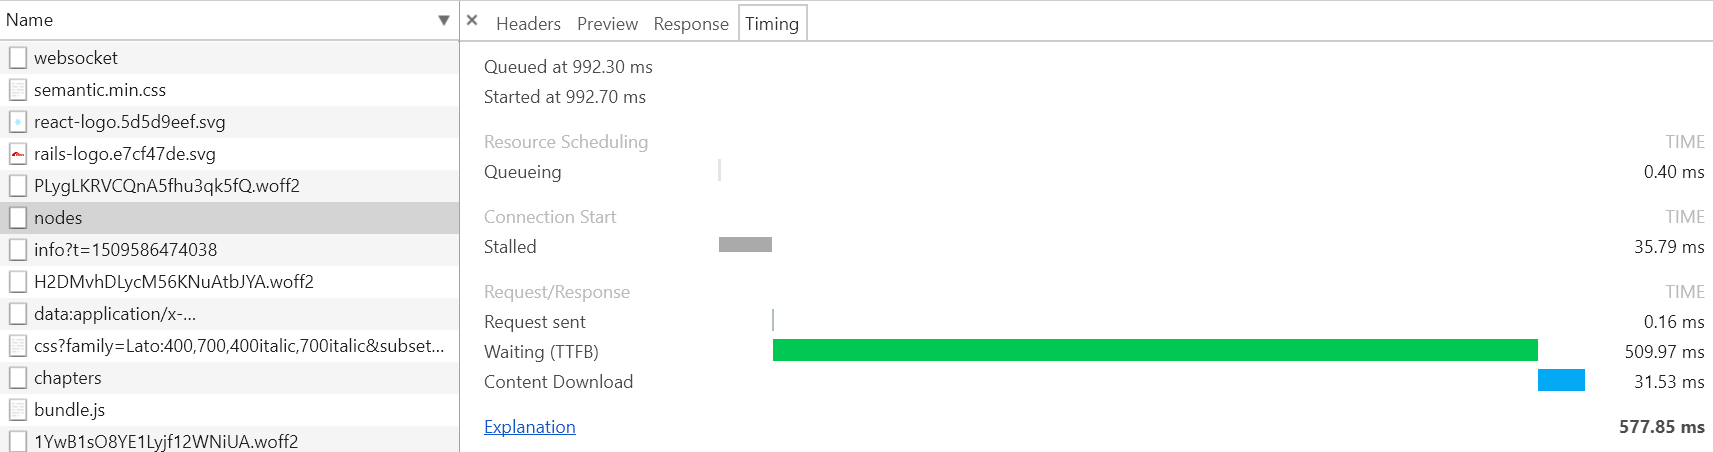 Name
websocket
semantic.min.css
react-logo.5d5d9eef.svg
rails-logo.e7cf47de.svg
PLygLKRVCQnA5fhu3qk5fQ.woff2
nodes
info?t=1509586474038
H2DMvhDLycM56KNuAtbJYA.woff2
data:application/x-...
css?family=Lato:400,700,400italic,700italic&subset...
chapters
bundle.js
1YwB1sO8YE1Lyjf12WNiUA.woff2
Headers Preview Response Timing
Queued at 992.30 ms
Started at 992.70 ms
Resource Scheduling TIME
Queueing 0.40 ms
Connection Start TIME
Stalled 35.79 ms
Request/Response TIME
Request sent 0.16 ms
Waiting (TTFB) 509.97 ms
Content Download 31.53 ms
Explanation 577.85 ms